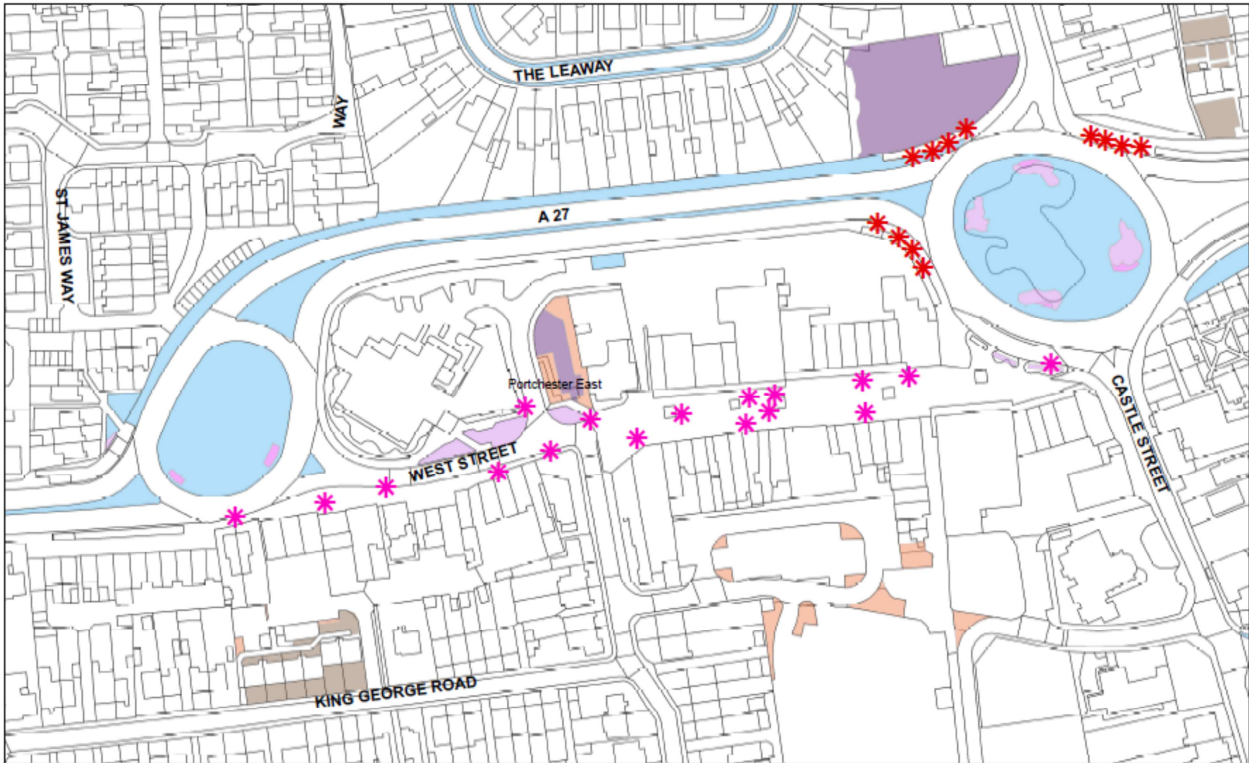 THE LEAWAY
WAY
A 27
ST JAMES WAY
Portchester East
CASTLE STREET
WEST STREET
KING GEORGE ROAD